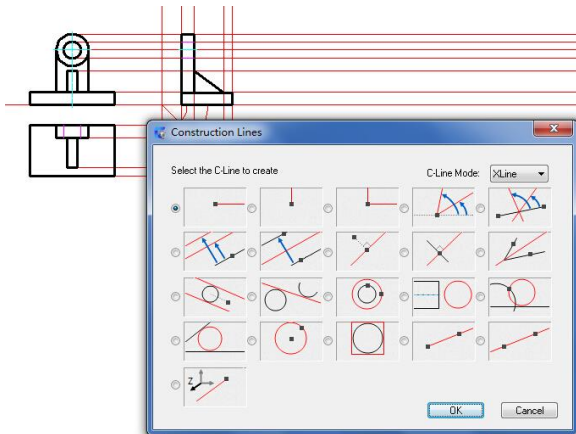 Construction Lines
Select the C-Line to create
C-Line Mode:
XLine
Z
OK
Cancel